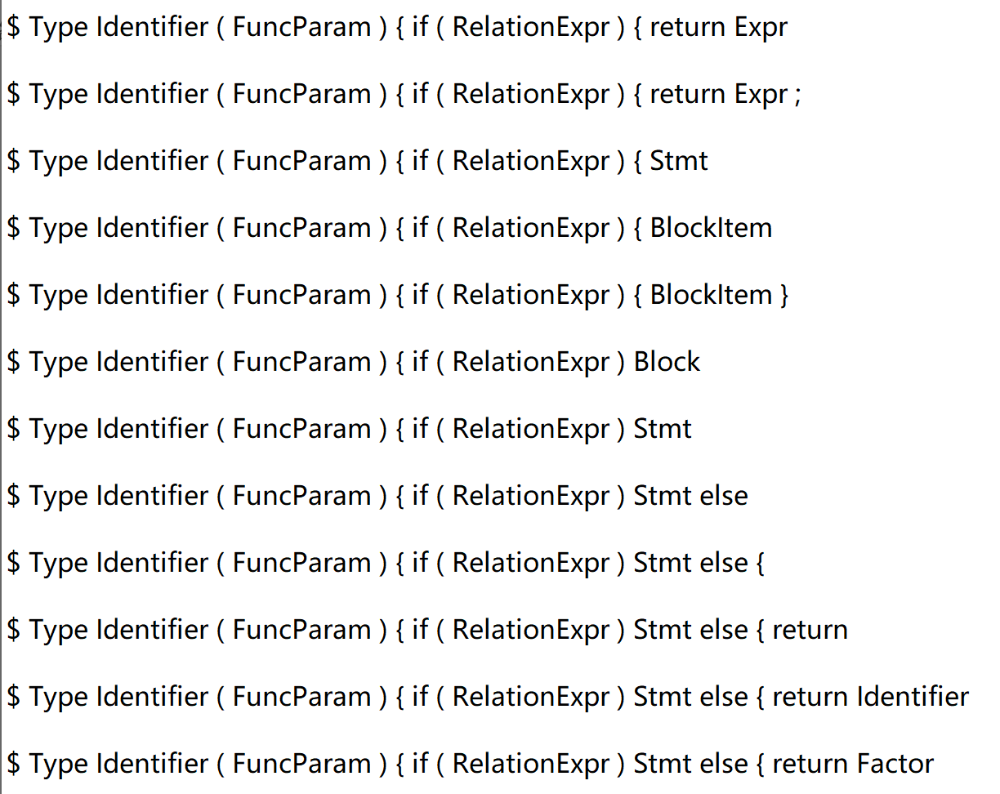 $ Type Identifier ( FuncParam ) { if ( RelationExpr ) { return Expr
$ Type Identifier ( FuncParam ) { if ( RelationExpr ) { return Expr ;
$ Type Identifier ( FuncParam ) { if ( RelationExpr ) { Stmt
$ Type Identifier ( FuncParam ) { if ( RelationExpr ) { BlockItem
$ Type Identifier ( FuncParam ) { if ( RelationExpr ) { BlockItem }
$ Type Identifier ( FuncParam ) { if ( RelationExpr ) Block
$ Type Identifier ( FuncParam ) { if ( RelationExpr ) Stmt
$ Type Identifier ( FuncParam ) { if ( RelationExpr ) Stmt else
$ Type Identifier ( FuncParam ) { if ( RelationExpr ) Stmt else {
$ Type Identifier ( FuncParam ) { if ( RelationExpr ) Stmt else { return
$ Type Identifier ( FuncParam ) { if ( RelationExpr ) Stmt else { return Identifier
$ Type Identifier ( FuncParam ) { if ( RelationExpr ) Stmt else { return Factor